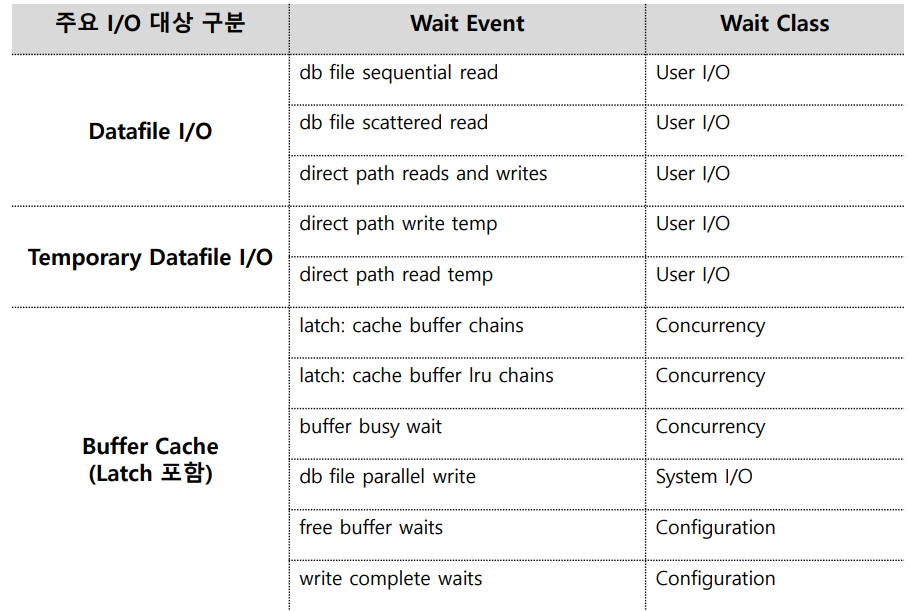 주요 I/O 대상 구분 Wait Event Wait Class
Datafile I/O
db file sequential read User I/O
db file scattered read User I/O
direct path reads and writes User I/O
Temporary Datafile I/O
direct path write temp User I/O
direct path read temp User I/O
Buffer Cache
(Latch 포함)
latch: cache buffer chains Concurrency
latch: cache buffer lru chains Concurrency
buffer busy wait Concurrency
db file parallel write System I/O
free buffer waits Configuration
write complete waits Configuration